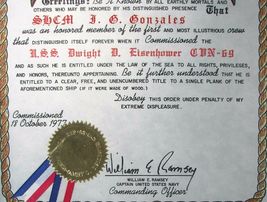 Greetings: Be It Known By ALL EARTHLY MORTALS AND
OTHERS WHO MAY BE HONORED BY HIS DISTINGUISHED PRESENCE That
SHCM J. G. Gonzales
was an honored member of the first AND MOST ILLUSTRIOUS CREW
THAT DISTINGUISHED ITSELF FOREVER WHEN IT Commissioned THE
U.S.S Dwight D. Eisenhower CVN-69
AND AS SUCH HE IS ENTITLED UNDER THE LAW OF THE SEA TO ALL RIGHTS, PRIVILEGES,
AND HONORS, THEREUNTO APPERTAINING. Be it further understood THAT HE IS
ENTITLED TO A CLEAR, FREE, AND UNENCUMBERED TITLE TO A SINGLE PLANK OF THE
AFOREMENTIONED SHIP (IF IT WERE MADE OF WOOD.)
Disobey THIS ORDER UNDER PENALTY OF MY
EXTREME DISPLEASURE.
Commissioned
18 October 1977
William E. Ramsey
WILLIAM E. RAMSEY
CAPTAIN UNITED STATES NAVY
Commanding Officer